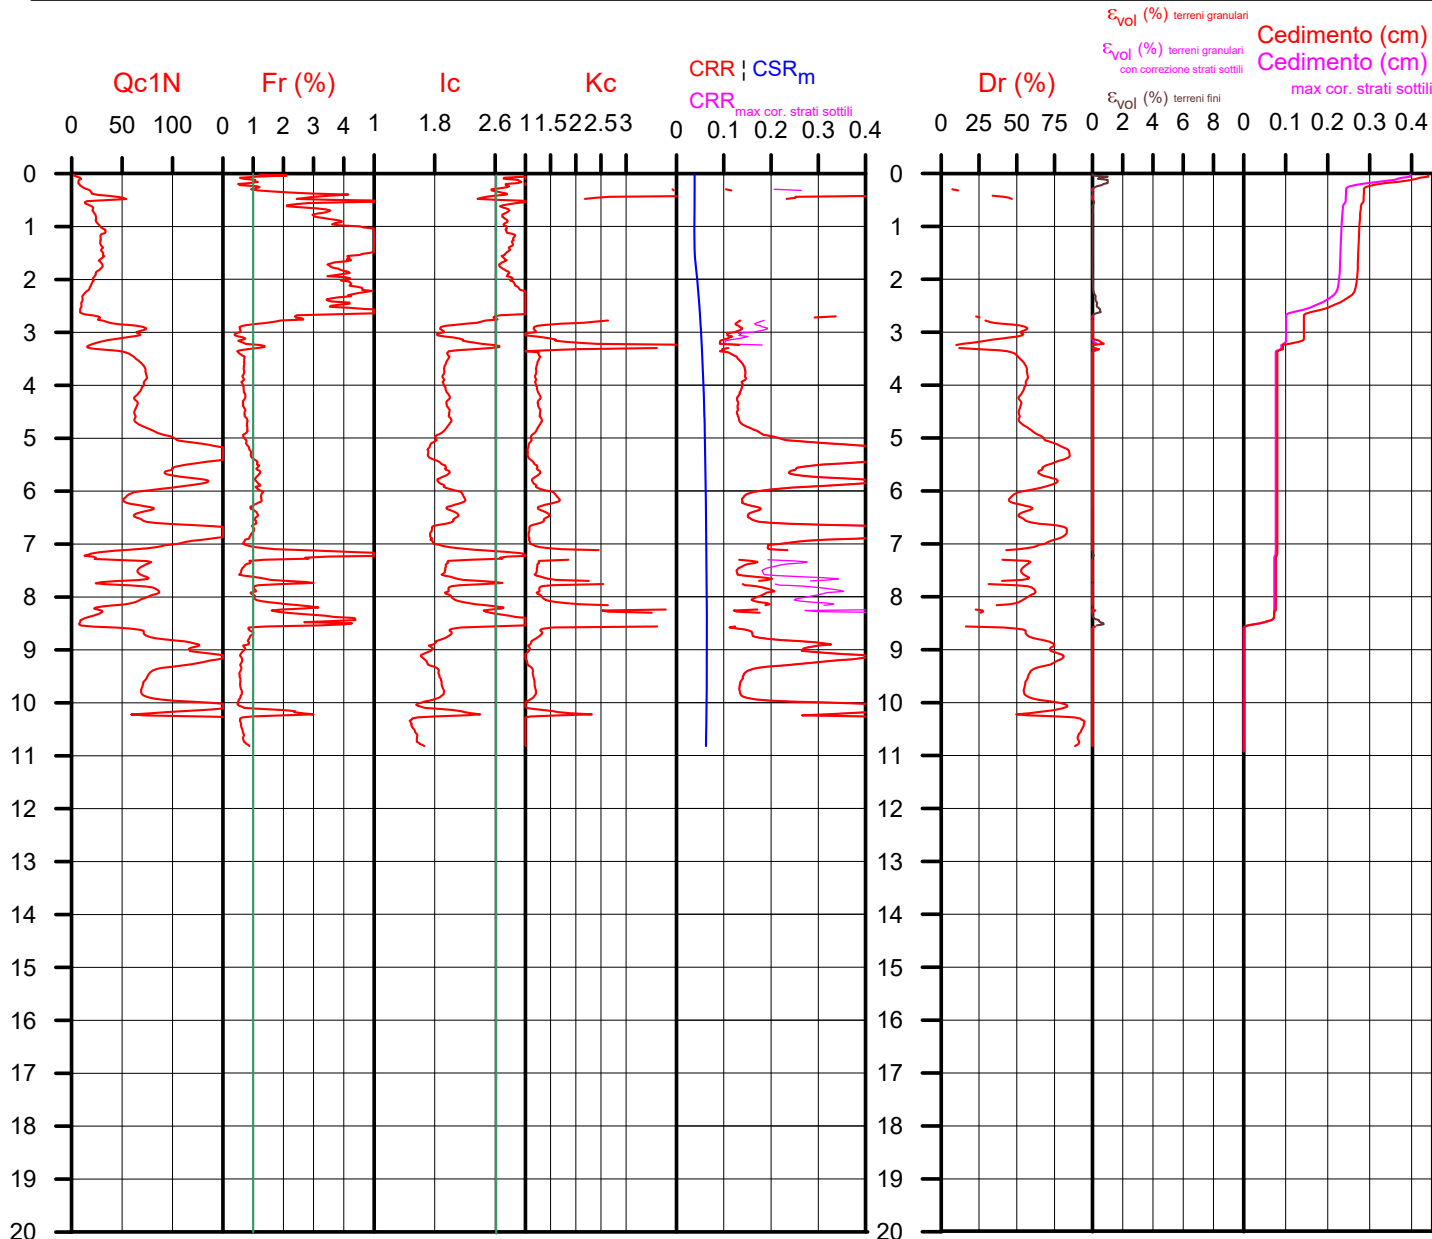 εvol (%) terreni granulari
Cedimento (cm)
εvol (%) terreni granulari
con correzione strati sottili
Cedimento (cm)
max cor. strati sottili
εvol (%) terreni fini
Qc1N
Fr (%)
Ic
Kc
CRR ¦ CSRm
CRRmax cor. strati sottili
Dr (%)
0 50 100 0 1 2 3 4 1 1.8 2.6 1 1.5 2 2.5 3 0 0.1 0.2 0.3 0.4 0 25 50 75 0 2 4 6 8 0 0.1 0.2 0.3 0.4
0 0
1 1
2 2
3 3
4 4
5 5
6 6
7 7
8 8
9 9
10 10
11 11
12 12
13 13
14 14
15 15
16 16
17 17
18 18
19 19
20 20